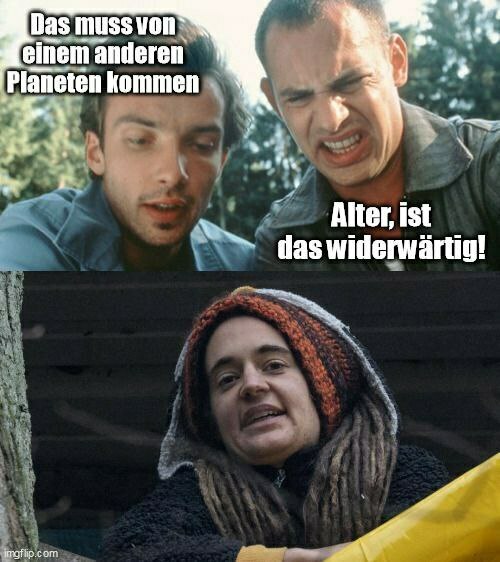 Das muss von
einem anderen
Planeten kommen
Alter, ist
das widerwärtig!
imgflip.com